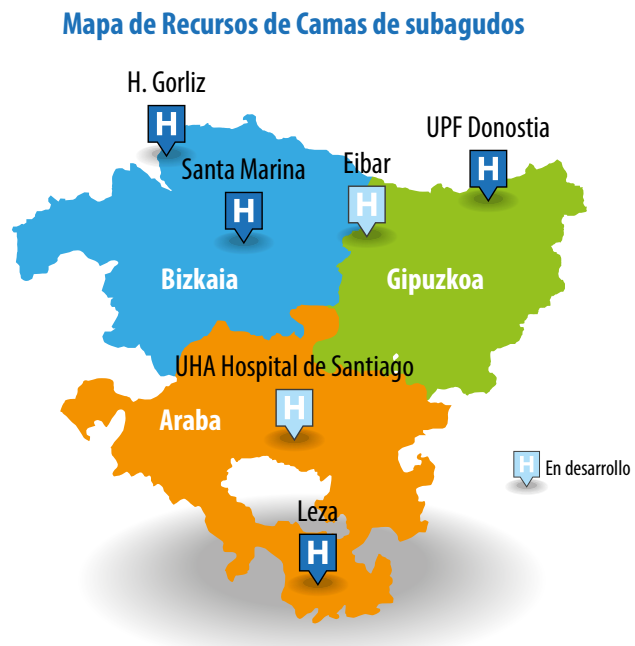 Mapa de Recursos de Camas de subagudos
H. Gorliz
H
UPF Donostia
H
Santa Marina
H
Eibar
H
Bizkaia
Gipuzkoa
UHA Hospital de Santiago
H
Araba
H
En desarrollo
Leza
H